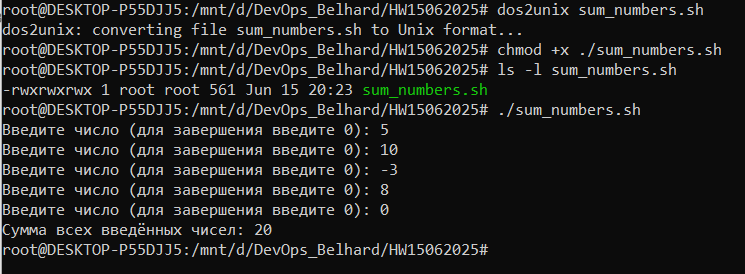 root@DESKTOP-P55DJJ5:/mnt/d/DevOps_Belhard/HW15062025# dos2unix sum_numbers.sh
dos2unix: converting file sum_numbers.sh to Unix format...
root@DESKTOP-P55DJJ5:/mnt/d/DevOps_Belhard/HW15062025# chmod +x ./sum_numbers.sh
root@DESKTOP-P55DJJ5:/mnt/d/DevOps_Belhard/HW15062025# ls -l sum_numbers.sh
-rwxrwxrwx 1 root root 561 Jun 15 20:23 sum_numbers.sh
root@DESKTOP-P55DJJ5:/mnt/d/DevOps_Belhard/HW15062025# ./sum_numbers.sh
Введите число (для завершения введите 0): 5
Введите число (для завершения введите 0): 10
Введите число (для завершения введите 0): -3
Введите число (для завершения введите 0): 8
Введите число (для завершения введите 0): 0
Сумма всех введённых чисел: 20
root@DESKTOP-P55DJJ5:/mnt/d/DevOps_Belhard/HW15062025#